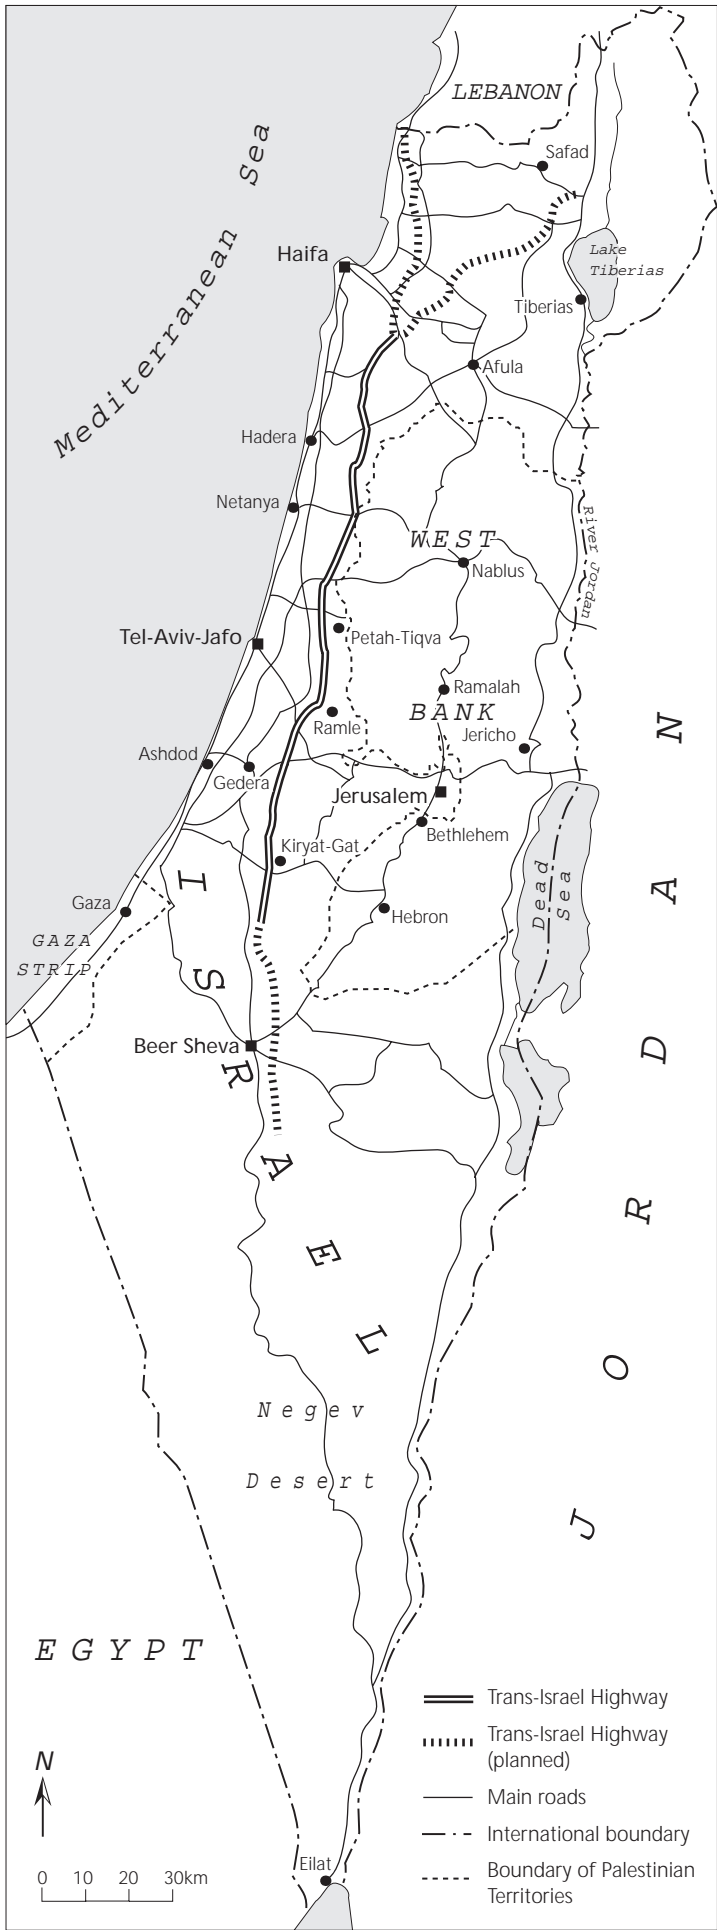 LEBANON
Mediterranean Sea
Safad
Haifa
Lake
Tiberias
Tiberias
Afula
Hadera
Netanya
WEST
River Jordan
Nablus
Tel-Aviv-Jafo
Petah-Tiqva
Ramalah
BANK
Ramle
Jericho
Ashdod
Gedera
Jerusalem
Bethlehem
Kiryat-Gat
Dead
Sea
Gaza
Hebron
GAZA
STRIP
Beer Sheva
ISRAEL
JORDAN
Negev
Desert
EGYPT
Trans-Israel Highway
Trans-Israel Highway
(planned)
Main roads
International boundary
Boundary of Palestinian
Territories
N
0 10 20 30km
Eilat